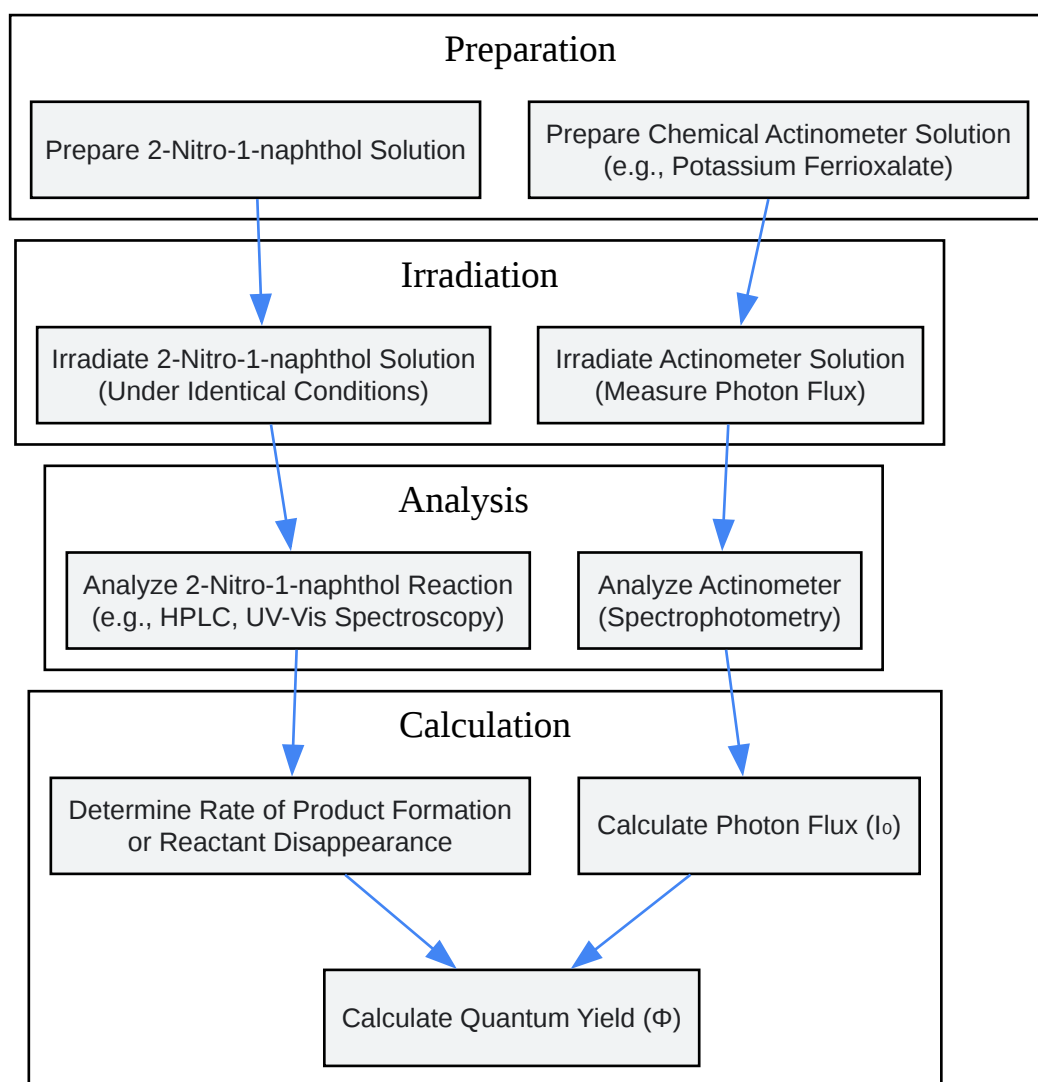 Preparation
Prepare 2-Nitro-1-naphthol Solution
Prepare Chemical Actinometer Solution
(e.g., Potassium Ferrioxalate)
Irradiation
Irradiate 2-Nitro-1-naphthol Solution
(Under Identical Conditions)
Irradiate Actinometer Solution
(Measure Photon Flux)
Analysis
Analyze 2-Nitro-1-naphthol Reaction
(e.g., HPLC, UV-Vis Spectroscopy)
Analyze Actinometer
(Spectrophotometry)
Calculation
Determine Rate of Product Formation
or Reactant Disappearance
Calculate Photon Flux (I₀)
Calculate Quantum Yield (Φ)